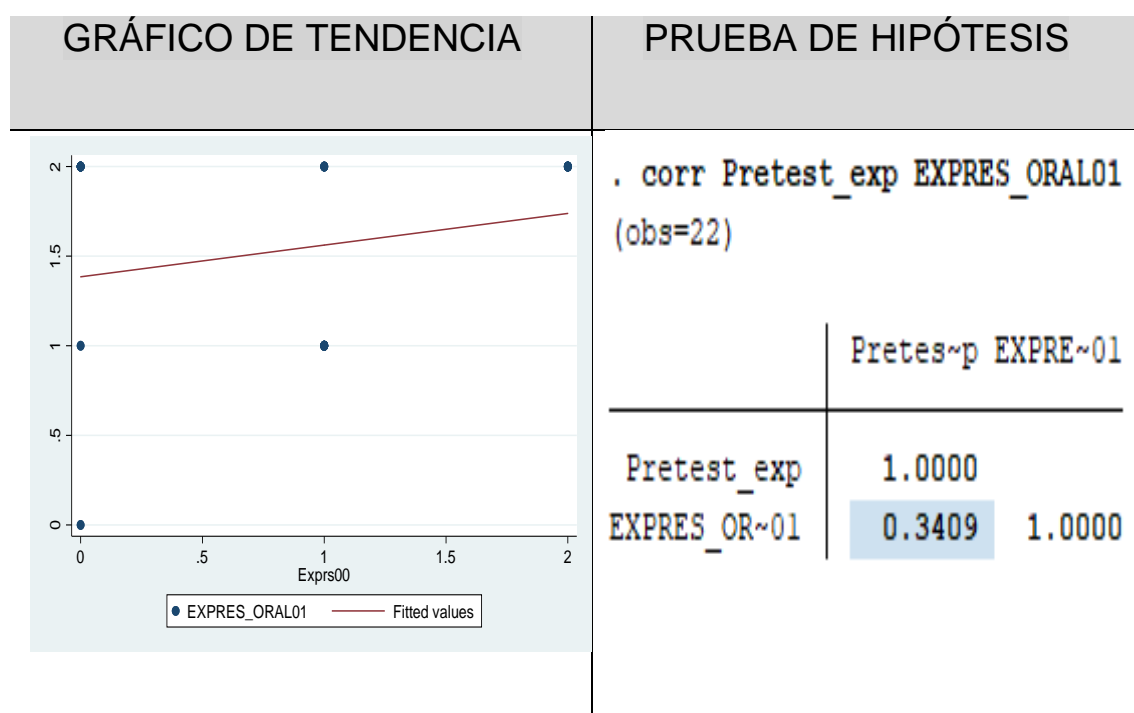 GRÁFICO DE TENDENCIA
PRUEBA DE HIPÓTESIS
2
1.5
1
.5
0
0 .5 1 1.5 2
Exprs00
EXPRES_ORAL01 Fitted values
. corr Pretest_exp EXPRES_ORAL01
(obs=22)
Pretes~p EXPRE~01
Pretest_exp 1.0000
EXPRES_OR~01 0.3409 1.0000